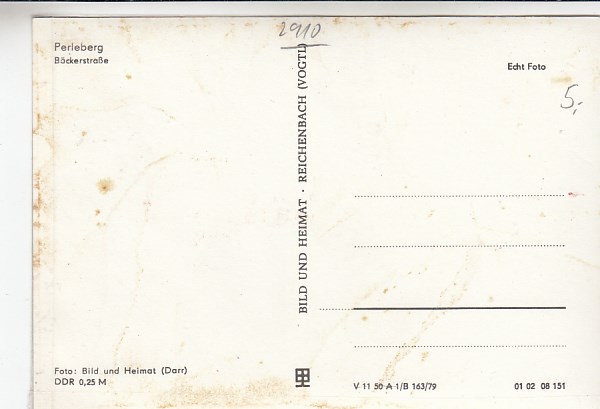 2910
Perleberg
Bäckerstraße
Echt Foto
5,-
BILD UND HEIMAT · REICHENBACH (VOGTL
Foto: Bild und Heimat (Darr)
DDR 0,25 M
V 11 50 A 1/B 163/79
01 02 08 151